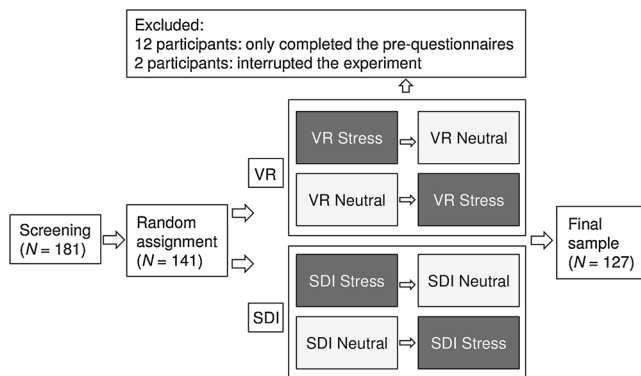 Excluded:
12 participants: only completed the pre-questionnaires
2 participants: interrupted the experiment
VR Stress
VR Neutral
VR
VR Neutral
VR Stress
Screening
(N = 181)
Random
assignment
(N = 141)
Final
sample
(N = 127)
SDI Stress
SDI Neutral
SDI
SDI Neutral
SDI Stress